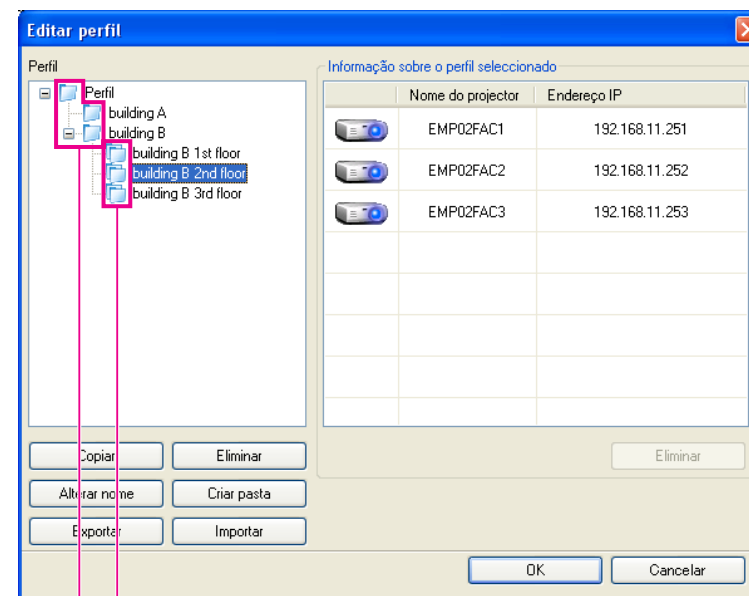 Editar perfil
Perfil
Informação sobre o perfil seleccionado
Perfil
building A
building B
building B 1st floor
building B 2nd floor
building B 3rd floor
Nome do projector Endereço IP
EMP02FAC1 192.168.11.251
EMP02FAC2 192.168.11.252
EMP02FAC3 192.168.11.253
Copiar Eliminar
Eliminar
Alterar nome Criar pasta
Exportar Importar
OK Cancelar